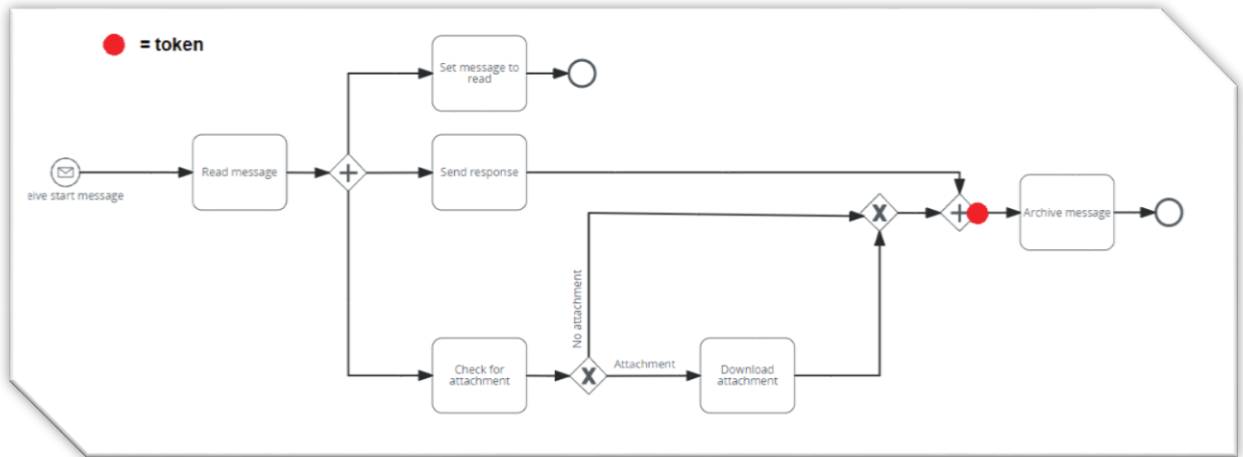 = token
Set message to
read
Read message
Send response
eive start message
Archive message
No attachment
Check for
attachment
Attachment
Download
attachment